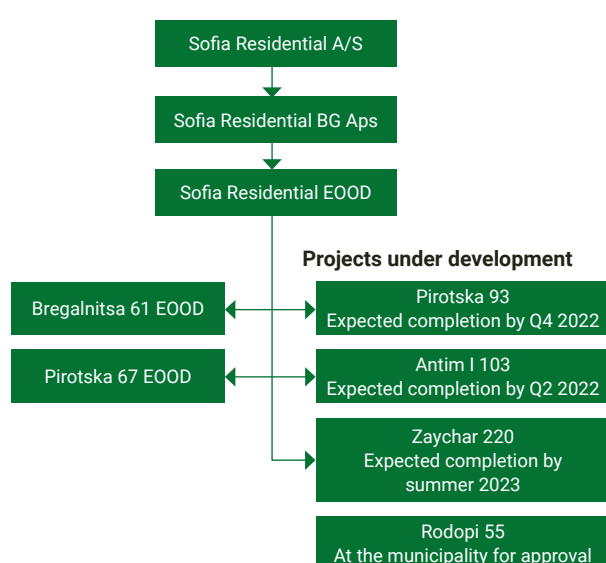 Sofia Residential A/S
Sofia Residential BG Aps
Sofia Residential EOOD
Projects under development
Bregalnitsa 61 EOOD
Pirotska 93
Expected completion by Q4 2022
Pirotska 67 EOOD
Antim I 103
Expected completion by Q2 2022
Zaychar 220
Expected completion by
summer 2023
Rodopi 55
At the municipality for approval